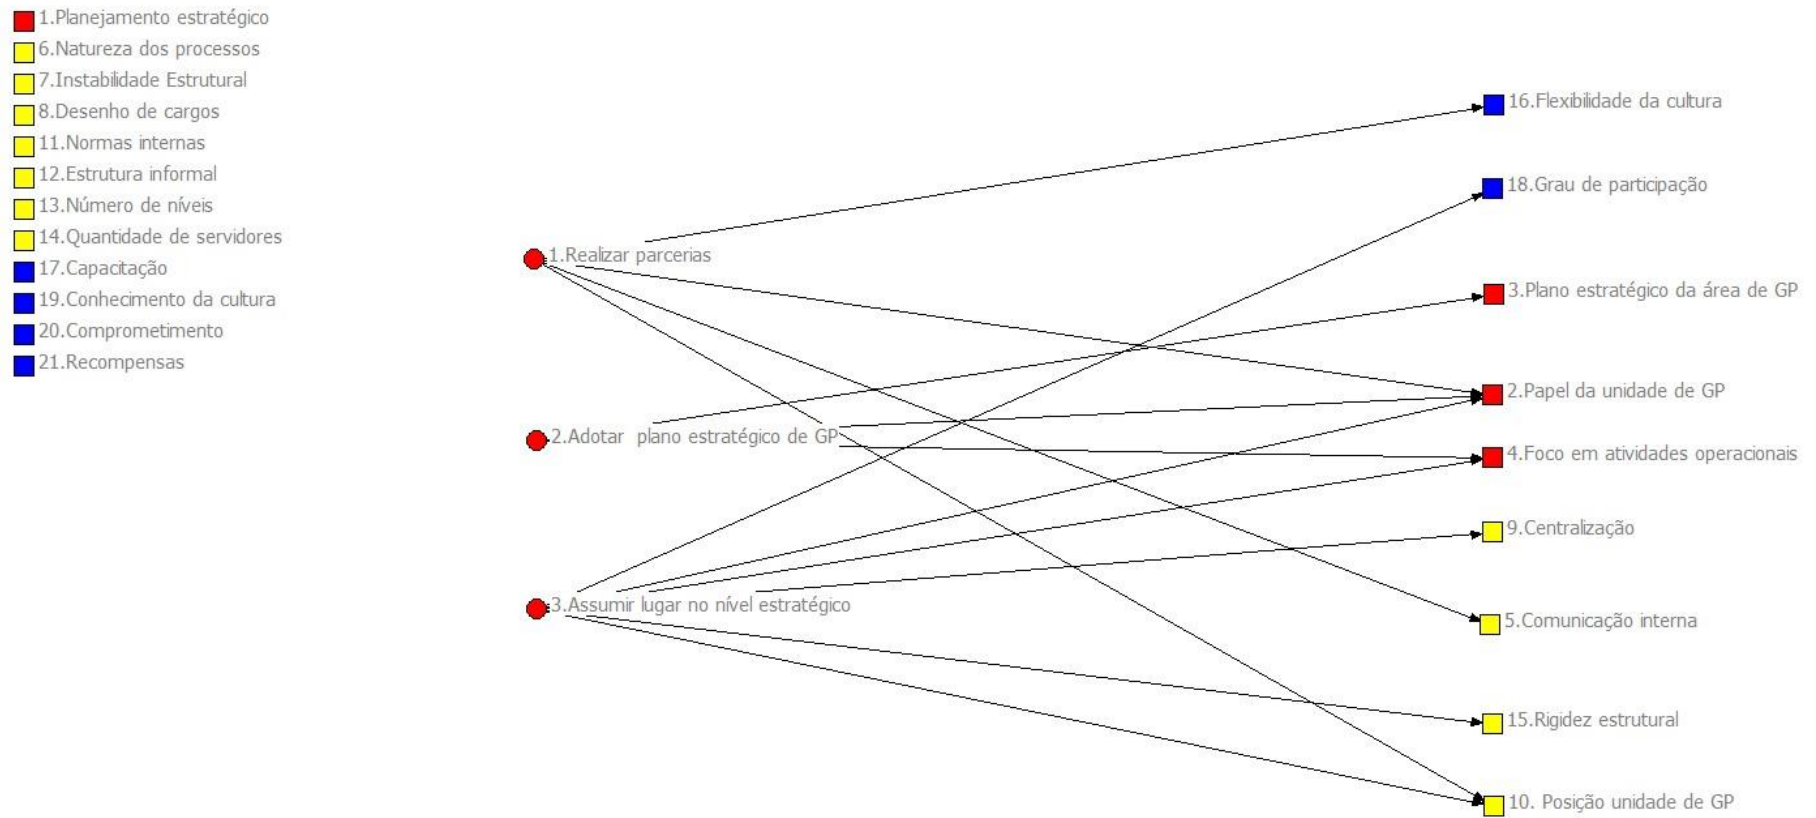 1.Planejamento estratégico
6.Natureza dos processos
7.Instabilidade Estrutural
8.Desenho de cargos
11.Normas internas
12.Estrutura informal
13.Número de níveis
14.Quantidade de servidores
17.Capacitação
19.Conhecimento da cultura
20.Comprometimento
21.Recompensas
1.Realizar parcerias
2.Adotar plano estratégico de GP
3.Assumir lugar no nível estratégico
16.Flexibilidade da cultura
18.Grau de participação
3.Plano estratégico da área de GP
2.Papel da unidade de GP
4.Foco em atividades operacionais
9.Centralização
5.Comunicação interna
15.Rigidez estrutural
10. Posição unidade de GP